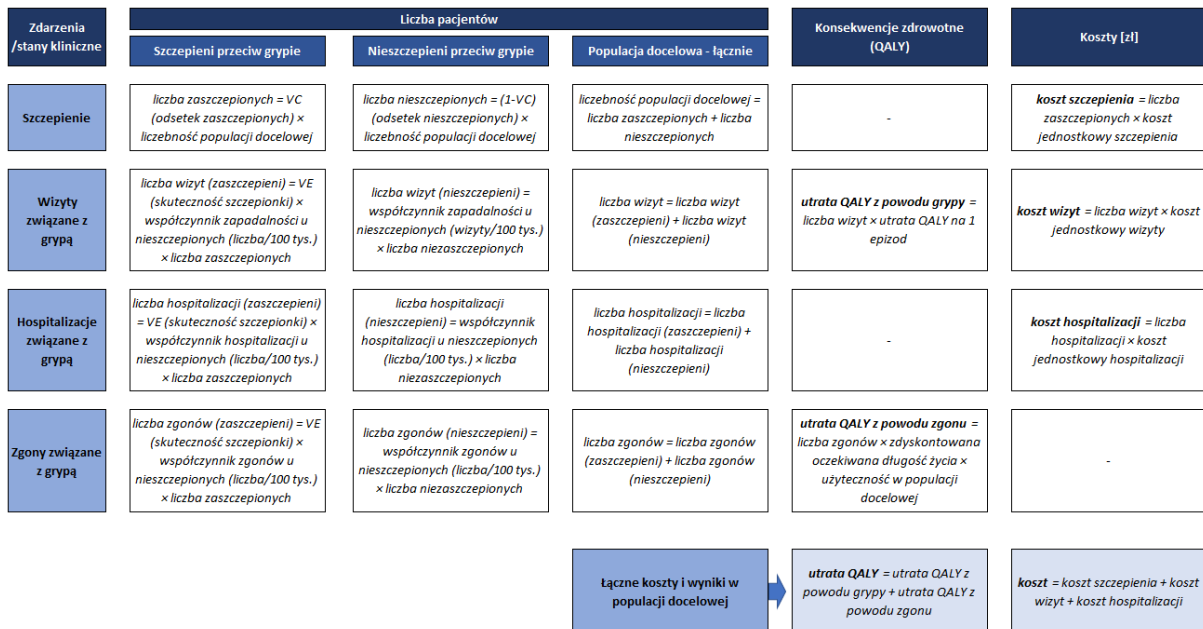 Zdarzenia
/stany kliniczne
Liczba pacjentów
Szczepieni przeciw grypie
Nieszczepieni przeciw grypie
Populacja docelowa - łącznie
Konsekwencje zdrowotne
(QALY)
Koszty [zł]
Szczepienie
liczba zaszczepionych = VC
(odsetek zaszczepionych) ×
liczebność populacji docelowej
liczba nieszczepionych = (1-VC)
(odsetek nieszczepionych) ×
liczebność populacji docelowej
liczebność populacji docelowej =
liczba zaszczepionych + liczba
nieszczepionych
-
koszt szczepienia = liczba
zaszczepionych × koszt
jednostkowy szczepienia
Wizyty
związane z
grypą
liczba wizyt (zaszczepieni) = VE
(skuteczność szczepionki) ×
współczynnik zapadalności u
nieszczepionych (liczba/100 tys.)
× liczba zaszczepionych
liczba wizyt (nieszczepieni) =
współczynnik zapadalności u
nieszczepionych (wizyty/100 tys.)
× liczba niezaszczepionych
liczba wizyt = liczba wizyt
(zaszczepieni) + liczba wizyt
(nieszczepieni)
utrata QALY z powodu grypy =
liczba wizyt × utrata QALY na 1
epizod
koszt wizyt = liczba wizyt × koszt
jednostkowy wizyty
Hospitalizacje
związane z
grypą
liczba hospitalizacji (zaszczepieni)
= VE (skuteczność szczepionki) ×
współczynnik hospitalizacji u
nieszczepionych (liczba/100 tys.)
× liczba zaszczepionych
liczba hospitalizacji
(nieszczepieni) = współczynnik
hospitalizacji u nieszczepionych
(liczba/100 tys.) × liczba
niezaszczepionych
liczba hospitalizacji = liczba
hospitalizacji (zaszczepieni) +
liczba hospitalizacji
(nieszczepieni)
-
koszt hospitalizacji = liczba
hospitalizacji × koszt
jednostkowy hospitalizacji
Zgony związane
z grypą
liczba zgonów (zaszczepieni) = VE
(skuteczność szczepionki) ×
współczynnik zgonów u
nieszczepionych (liczba/100 tys.)
× liczba zaszczepionych
liczba zgonów (nieszczepieni) =
współczynnik zgonów u
nieszczepionych (liczba/100 tys.)
× liczba niezaszczepionych
liczba zgonów = liczba zgonów
(zaszczepieni) + liczba zgonów
(nieszczepieni)
utrata QALY z powodu zgonu =
liczba zgonów × zdyskontowana
oczekiwana długość życia ×
użyteczność w populacji
docelowej
-
Łączne koszty i wyniki w
populacji docelowej
utrata QALY = utrata QALY z
powodu grypy + utrata QALY z
powodu zgonu
koszt = koszt szczepienia + koszt
wizyt + koszt hospitalizacji